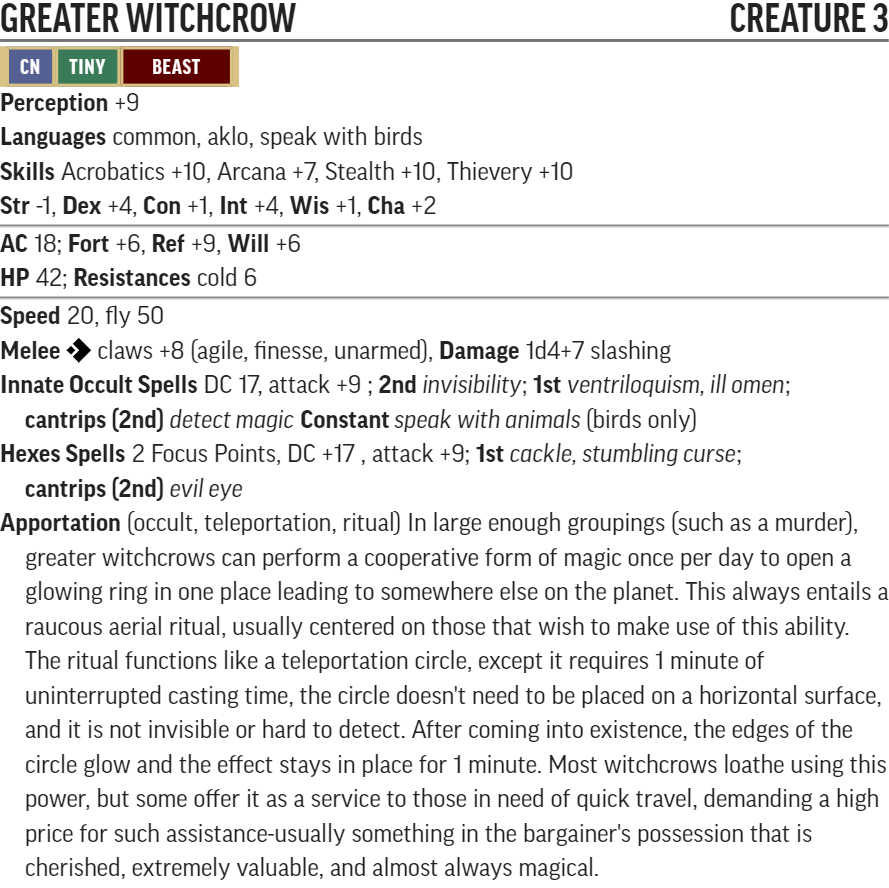 GREATER WITCHCROW CREATURE 3
CN TINY BEAST
Perception +9
Languages common, aklo, speak with birds
Skills Acrobatics +10, Arcana +7, Stealth +10, Thievery +10
Str -1, Dex +4, Con +1, Int +4, Wis +1, Cha +2
AC 18; Fort +6, Ref +9, Will +6
HP 42; Resistances cold 6
Speed 20, fly 50
Melee claws +8 (agile, finesse, unarmed), Damage 1d4+7 slashing
Innate Occult Spells DC 17, attack +9 ; 2nd invisibility; 1st ventriloquism, ill omen;
cantrips (2nd) detect magic Constant speak with animals (birds only)
Hexes Spells 2 Focus Points, DC +17 , attack +9; 1st cackle, stumbling curse;
cantrips (2nd) evil eye
Apportation (occult, teleportation, ritual) In large enough groupings (such as a murder),
greater witchcrows can perform a cooperative form of magic once per day to open a
glowing ring in one place leading to somewhere else on the planet. This always entails a
raucous aerial ritual, usually centered on those that wish to make use of this ability.
The ritual functions like a teleportation circle, except it requires 1 minute of
uninterrupted casting time, the circle doesn't need to be placed on a horizontal surface,
and it is not invisible or hard to detect. After coming into existence, the edges of the
circle glow and the effect stays in place for 1 minute. Most witchcrows loathe using this
power, but some offer it as a service to those in need of quick travel, demanding a high
price for such assistance-usually something in the bargainer's possession that is
cherished, extremely valuable, and almost always magical.